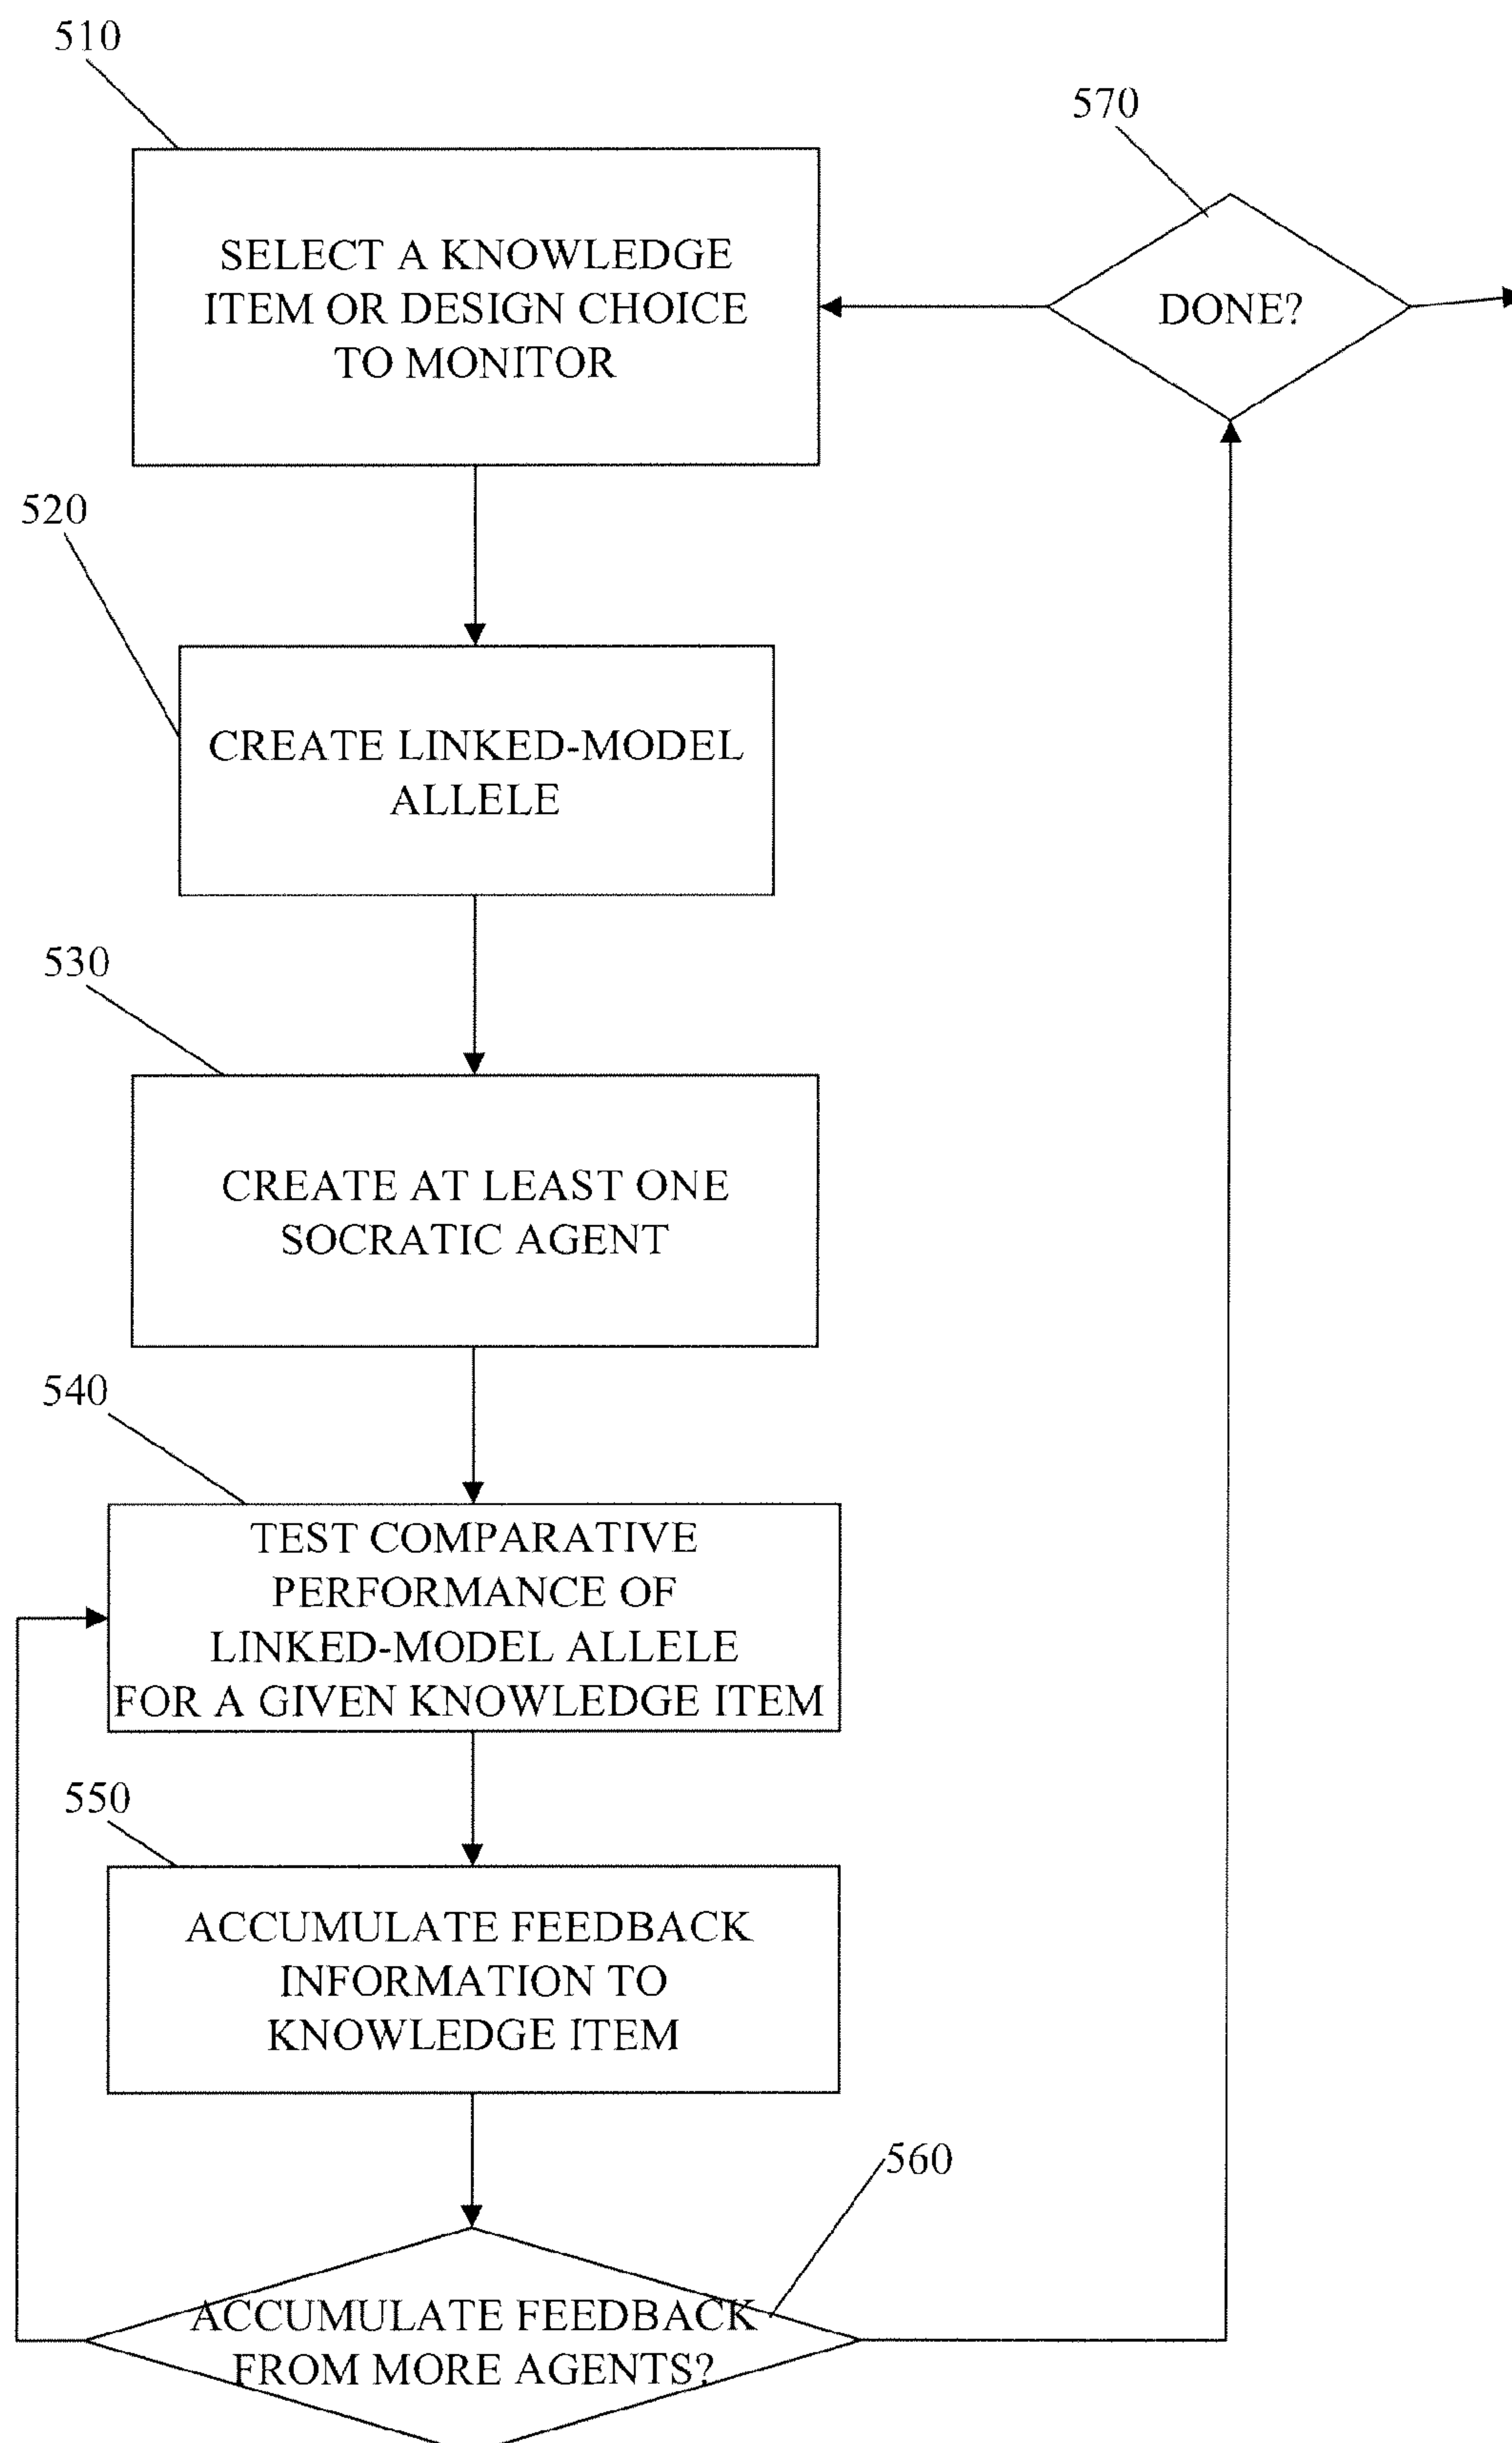 510
SELECT A KNOWLEDGE
ITEM OR DESIGN CHOICE
TO MONITOR
570
DONE?
520
CREATE LINKED-MODEL
ALLELE
530
CREATE AT LEAST ONE
SOCRATIC AGENT
540
TEST COMPARATIVE
PERFORMANCE OF
LINKED-MODEL ALLELE
FOR A GIVEN KNOWLEDGE ITEM
550
ACCUMULATE FEEDBACK
INFORMATION TO
KNOWLEDGE ITEM
560
ACCUMULATE FEEDBACK
FROM MORE AGENTS?